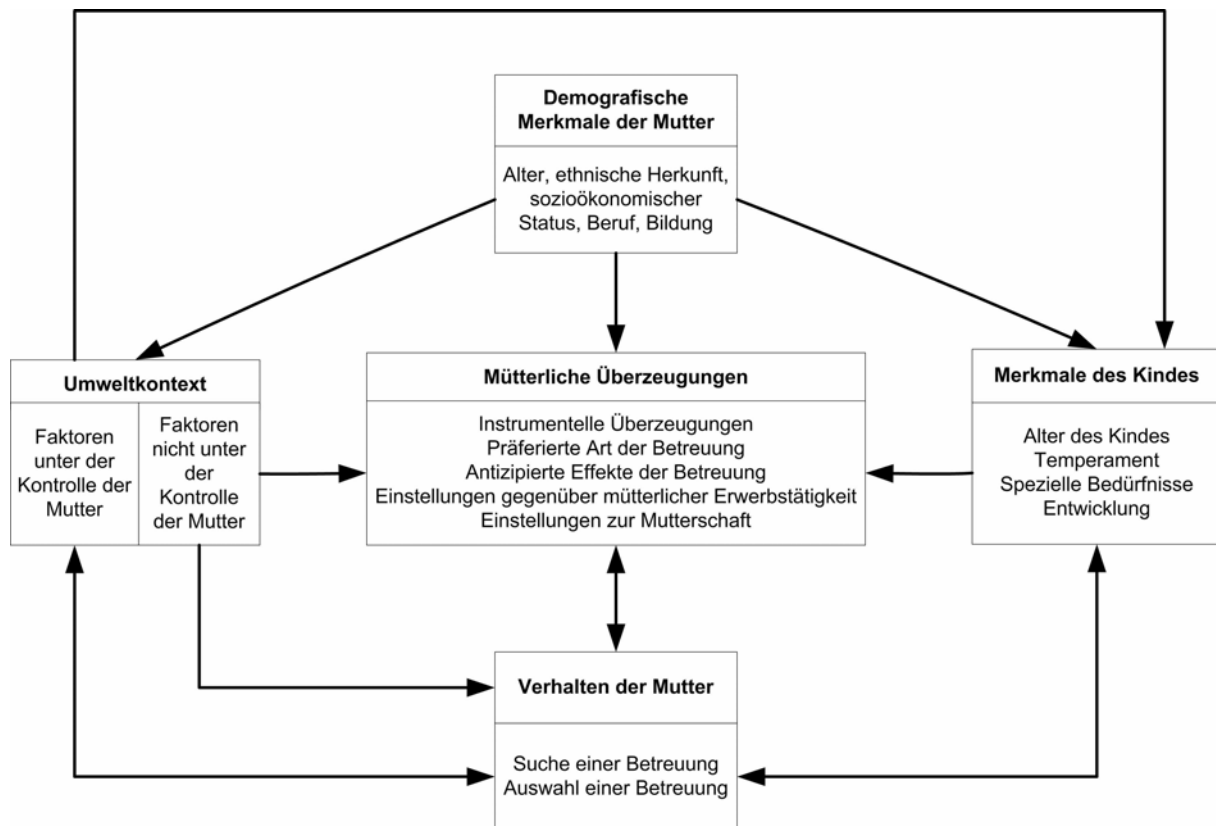 Demografische
Merkmale der Mutter
Alter, ethnische Herkunft,
sozioökonomischer
Status, Beruf, Bildung
Umweltkontext
Faktoren
unter der
Kontrolle der
Mutter
Faktoren
nicht unter
der
Kontrolle
der Mutter
Mütterliche Überzeugungen
Instrumentelle Überzeugungen
Präferierte Art der Betreuung
Antizipierte Effekte der Betreuung
Einstellungen gegenüber mütterlicher Erwerbstätigkeit
Einstellungen zur Mutterschaft
Merkmale des Kindes
Alter des Kindes
Temperament
Spezielle Bedürfnisse
Entwicklung
Verhalten der Mutter
Suche einer Betreuung
Auswahl einer Betreuung